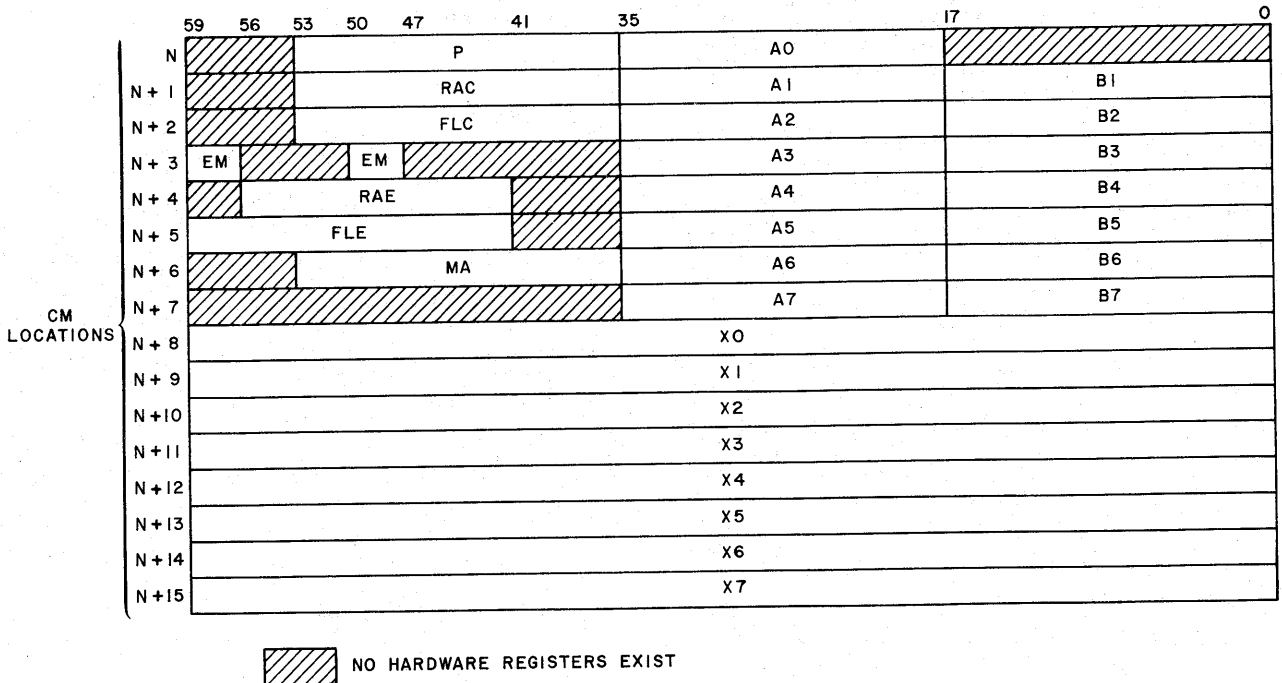 59 56 53 50 47 41 35 17 0
N P A0
N + 1 RAC A1 B1
N + 2 FLC A2 B2
N + 3 EM EM A3 B3
N + 4 RAE A4 B4
N + 5 FLE A5 B5
N + 6 MA A6 B6
N + 7 A7 B7
CM
LOCATIONS
N + 8 X0
N + 9 X1
N +10 X2
N +11 X3
N +12 X4
N +13 X5
N +14 X6
N +15 X7
NO HARDWARE REGISTERS EXIST